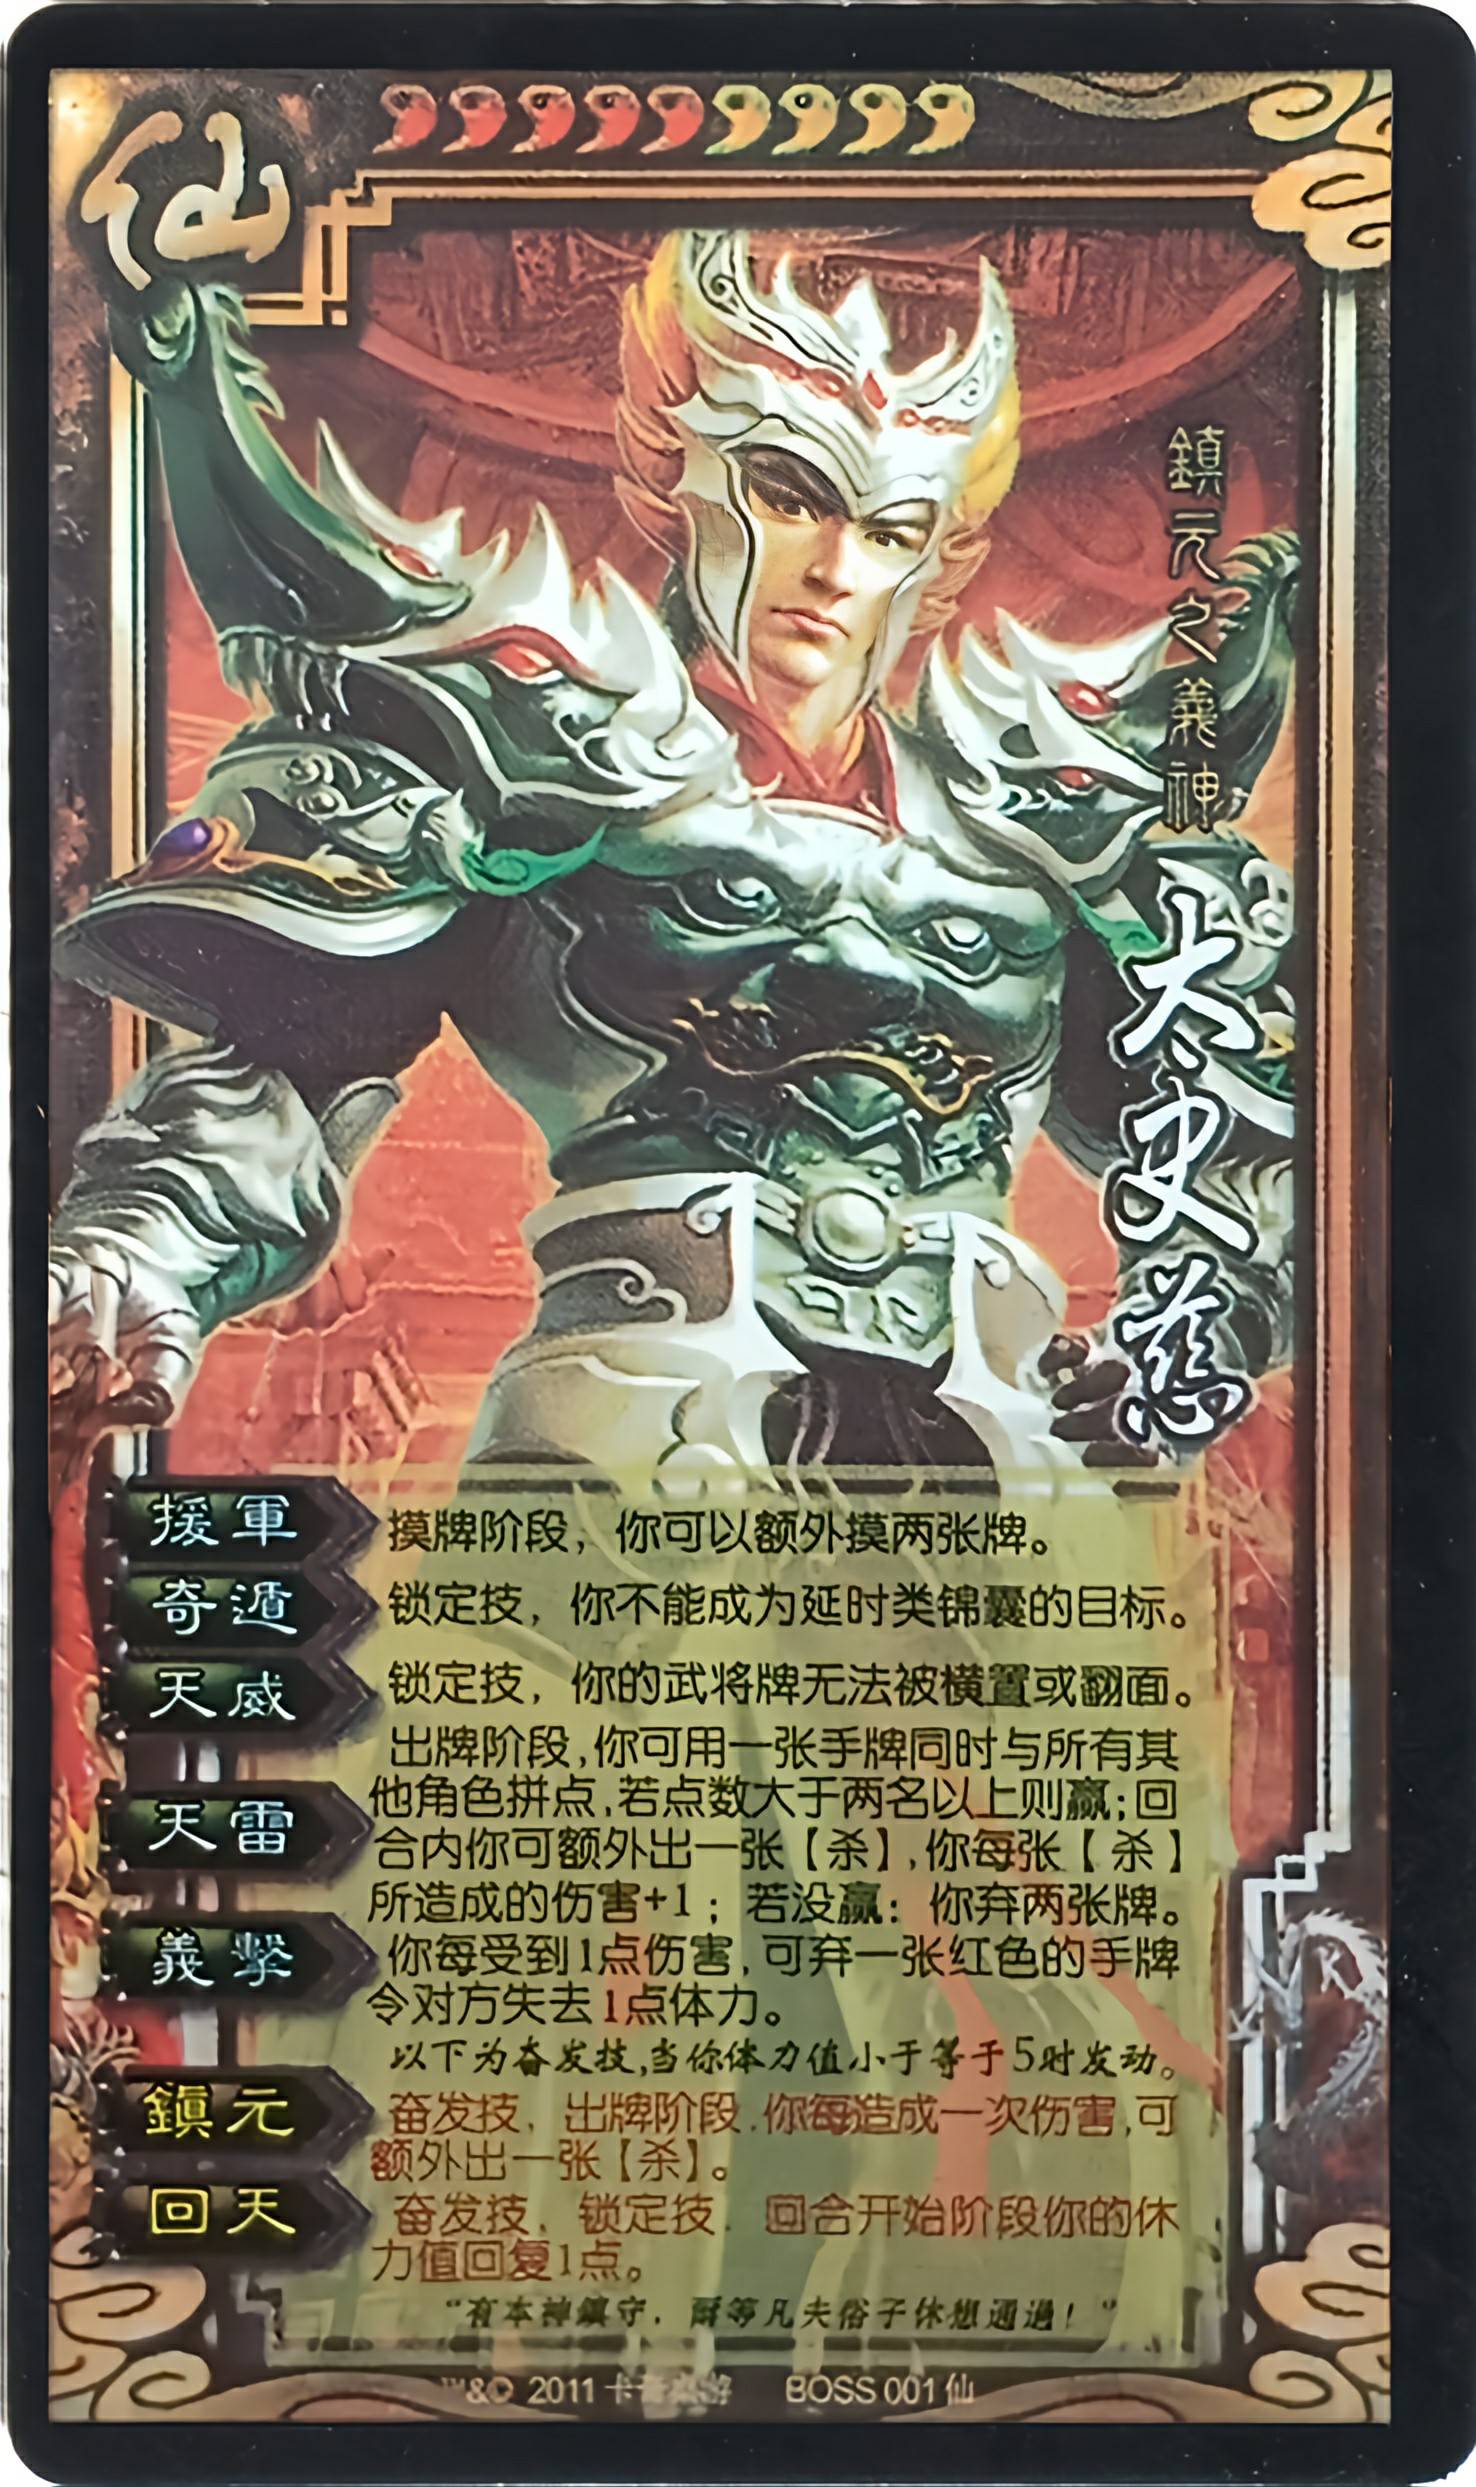 仙
鎮元之義神
太史慈
援軍
摸牌阶段，你可以额外摸两张牌。
奇遁
锁定技，你不能成为延时类锦囊的目标。
天威
锁定技，你的武将牌无法被横置或翻面。
天雷
出牌阶段,你可用一张手牌同时与所有其
他角色拼点,若点数大于两名以上则赢;回
合内你可额外出一张【杀】,你每张【杀】
所造成的伤害+1；若没赢：你弃两张牌。
義擊
你每受到1点伤害,可弃一张红色的手牌
令对方失去1点体力。
以下为奋发技,当你体力值小于等于5时发动。
鎮元
奋发技，出牌阶段,你每造成一次伤害,可
额外出一张【杀】。
回天
奋发技，锁定技，回合开始阶段你的体
力值回复1点。
“有本神鎮守，爾等凡夫俗子休想通過！”
2011 卡 游 BOSS 001 仙